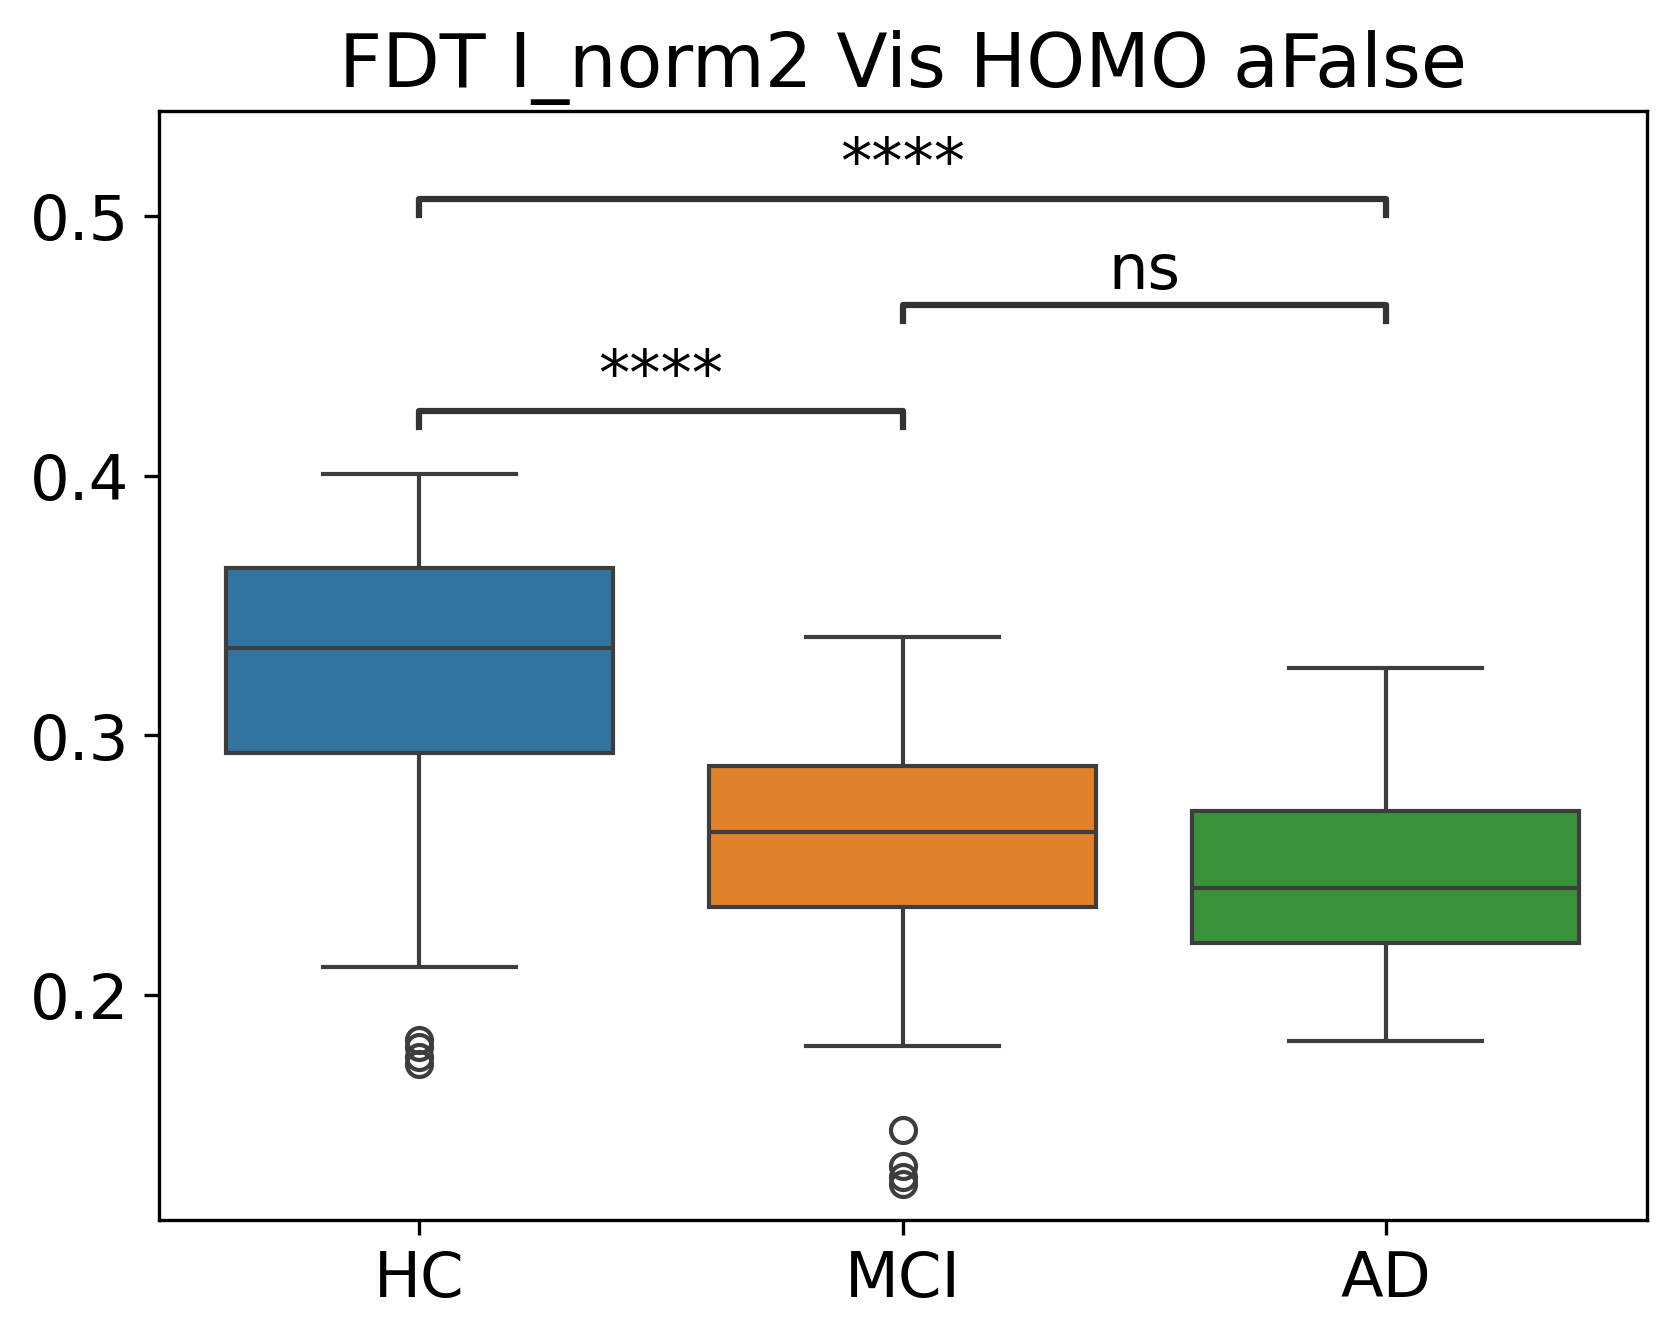 FDT I_norm2 Vis HOMO aFalse
****
0.5
ns
****
0.4
0.3
0.2
HC MCI AD